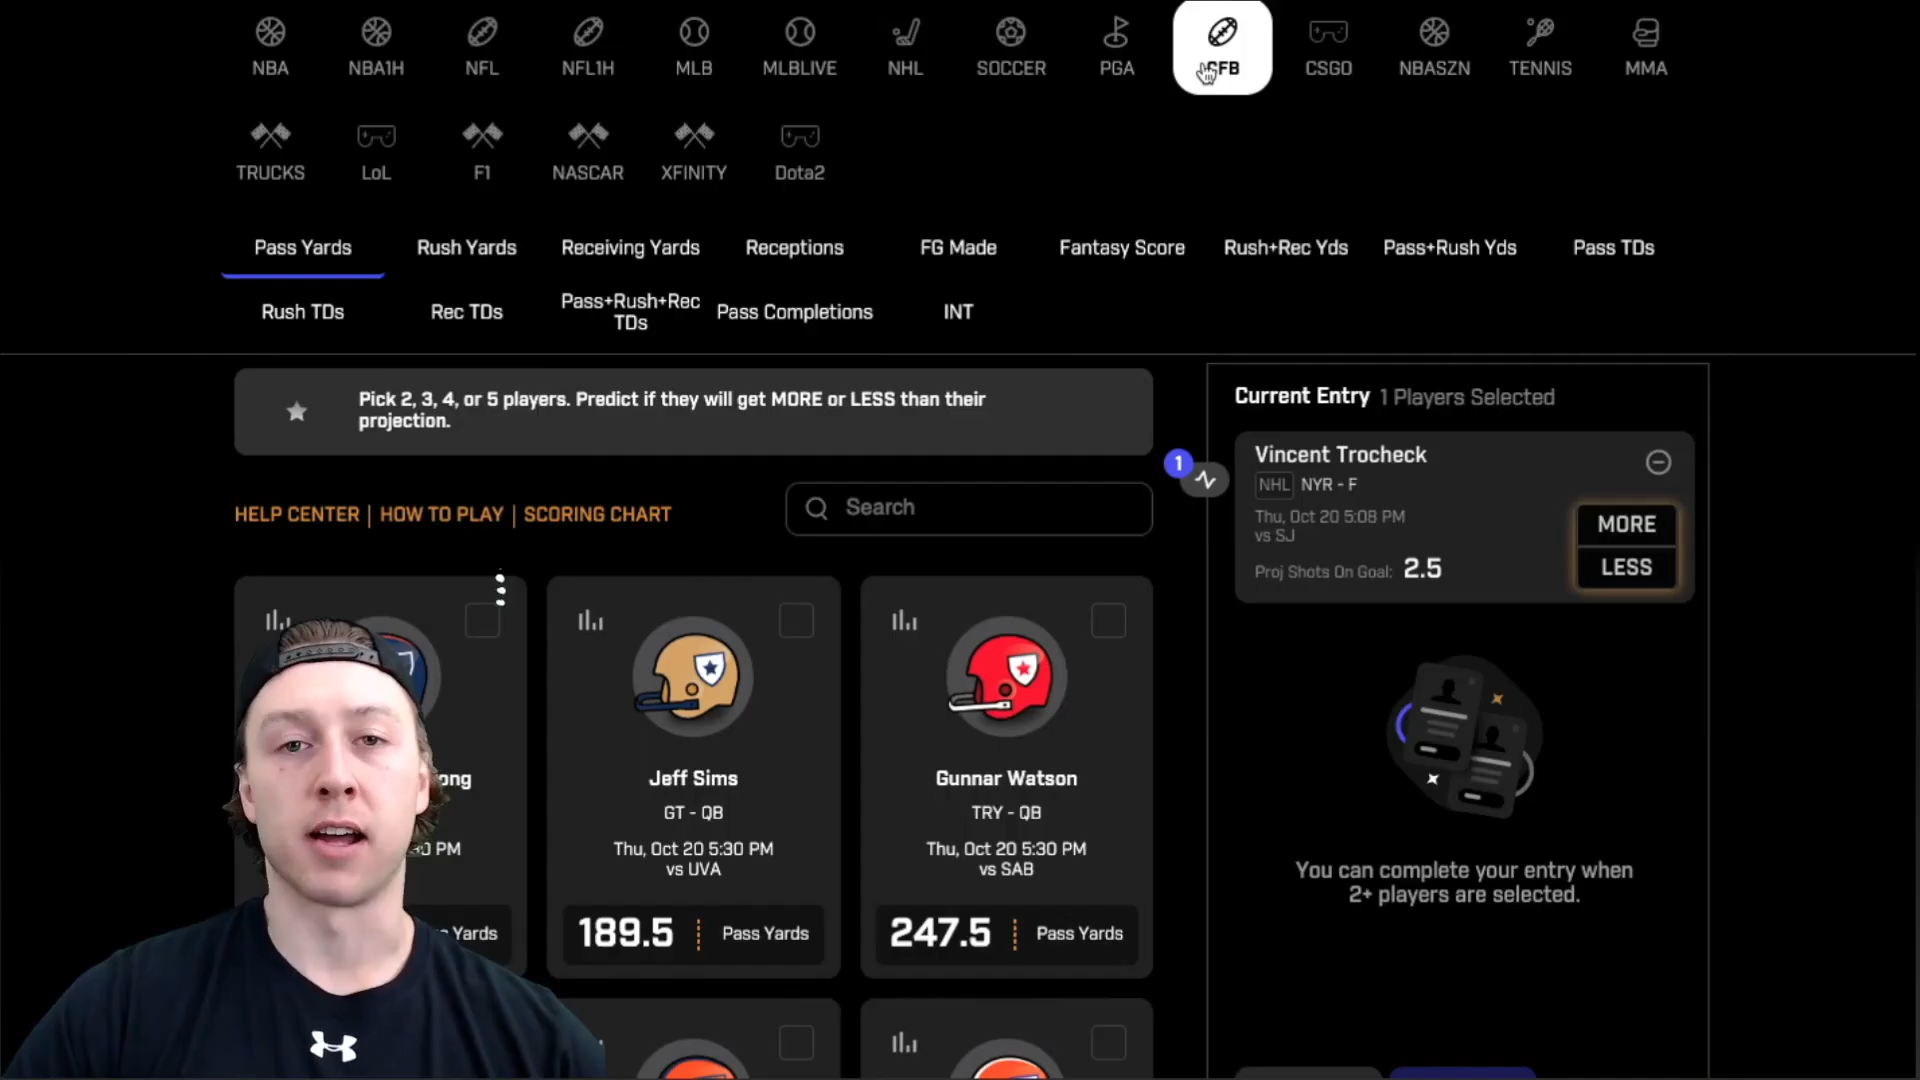 NBA
NBA1H
NFL
NFL1H
MLB
MLBLIVE
NHL
SOCCER
PGA
CFB
CSGO
NBASZN
TENNIS
MMA
TRUCKS
LoL
F1
NASCAR
XFINITY
Dota2
Pass Yards
Rush Yards
Receiving Yards
Receptions
FG Made
Fantasy Score
Rush+Rec Yds
Pass+Rush Yds
Pass TDs
Rush TDs
Rec TDs
Pass+Rush+Rec
TDs
Pass Completions
INT
Pick 2, 3, 4, or 5 players. Predict if they will get MORE or LESS than their
projection.
HELP CENTER | HOW TO PLAY | SCORING CHART
Search
Current Entry 1 Players Selected
1
Vincent Trocheck
NHL NYR - F
Thu, Oct 20 5:08 PM
vs SJ
Proj Shots On Goal: 2.5
MORE
LESS
You can complete your entry when
2+ players are selected.
PM
Yards
Jeff Sims
GT - QB
Thu, Oct 20 5:30 PM
vs UVA
189.5 Pass Yards
Gunnar Watson
TRY - QB
Thu, Oct 20 5:30 PM
vs SAB
247.5 Pass Yards